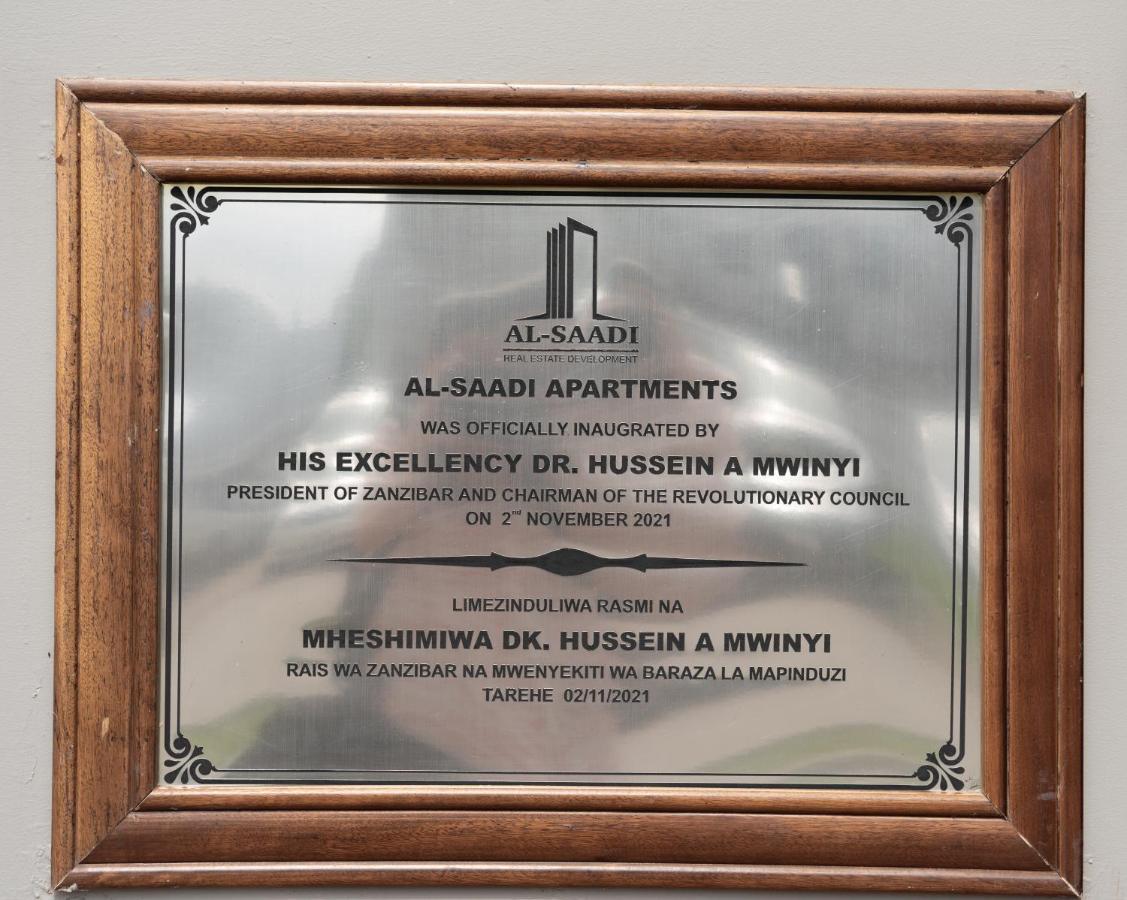 AL-SAADI
REAL ESTATE DEVELOPMENT
AL-SAADI APARTMENTS
WAS OFFICIALLY INAUGRATED BY
HIS EXCELLENCY DR. HUSSEIN A MWINYI
PRESIDENT OF ZANZIBAR AND CHAIRMAN OF THE REVOLUTIONARY COUNCIL
ON 2nd NOVEMBER 2021
LIMEZINDULIWA RASMI NA
MHESHIMIWA DK. HUSSEIN A MWINYI
RAIS WA ZANZIBAR NA MWENYEKITI WA BARAZA LA MAPINDUZI
TAREHE 02/11/2021